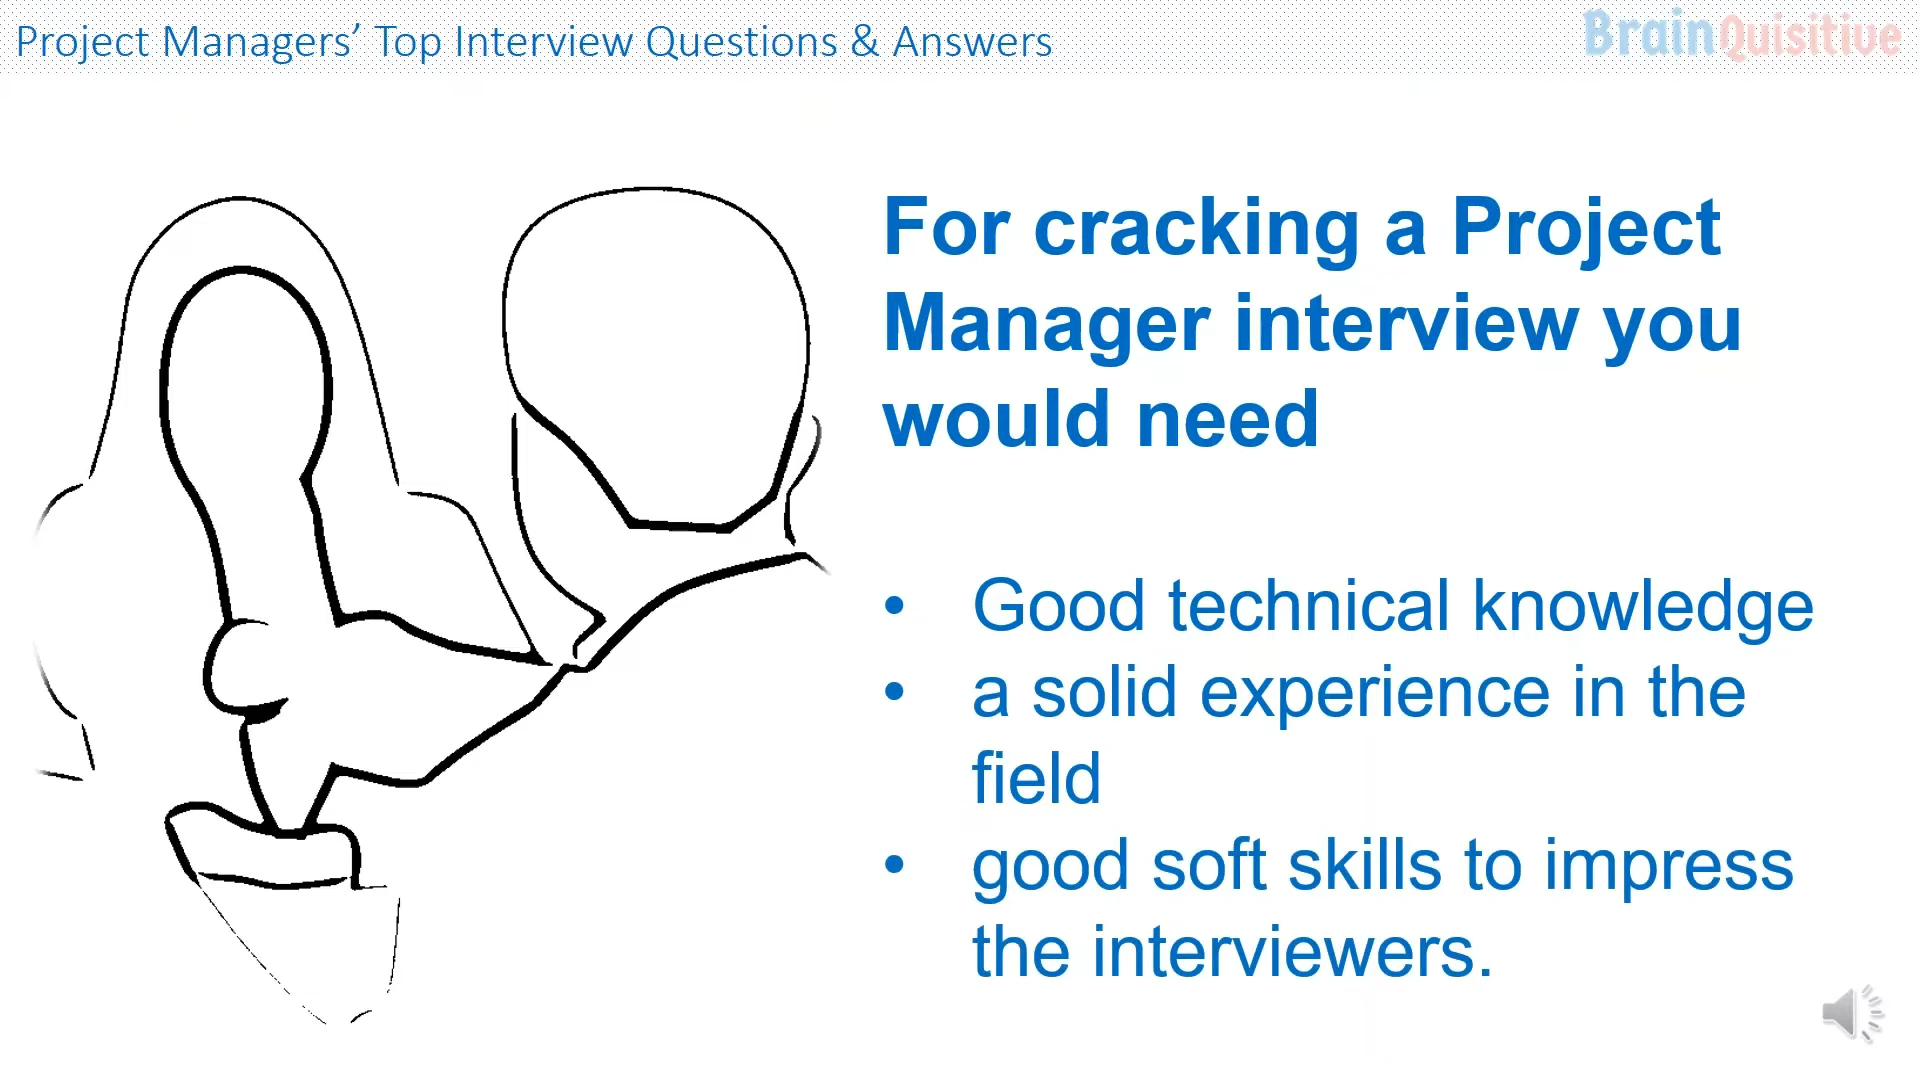 Project Managers’ Top Interview Questions & Answers
BrainQuisitive
For cracking a Project
Manager interview you
would need
• Good technical knowledge
• a solid experience in the
field
• good soft skills to impress
the interviewers.